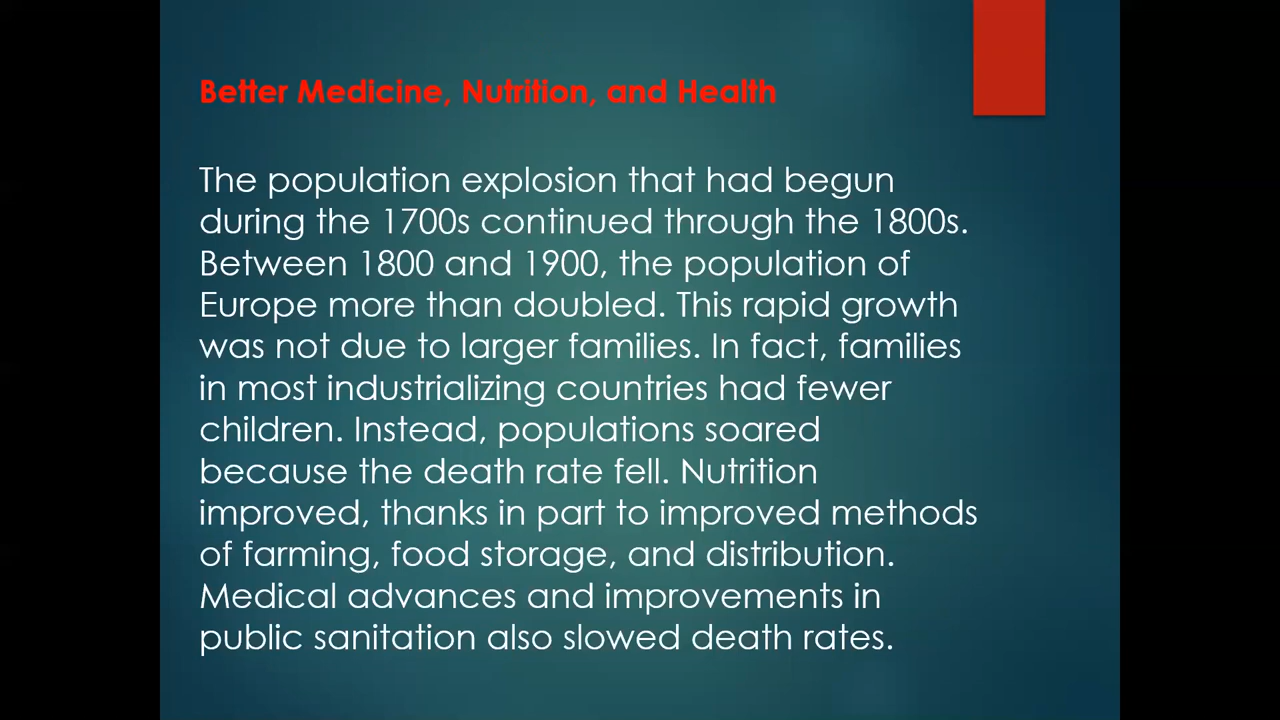 Better Medicine, Nutrition, and Health
The population explosion that had begun
during the 1700s continued through the 1800s.
Between 1800 and 1900, the population of
Europe more than doubled. This rapid growth
was not due to larger families. In fact, families
in most industrializing countries had fewer
children. Instead, populations soared
because the death rate fell. Nutrition
improved, thanks in part to improved methods
of farming, food storage, and distribution.
Medical advances and improvements in
public sanitation also slowed death rates.